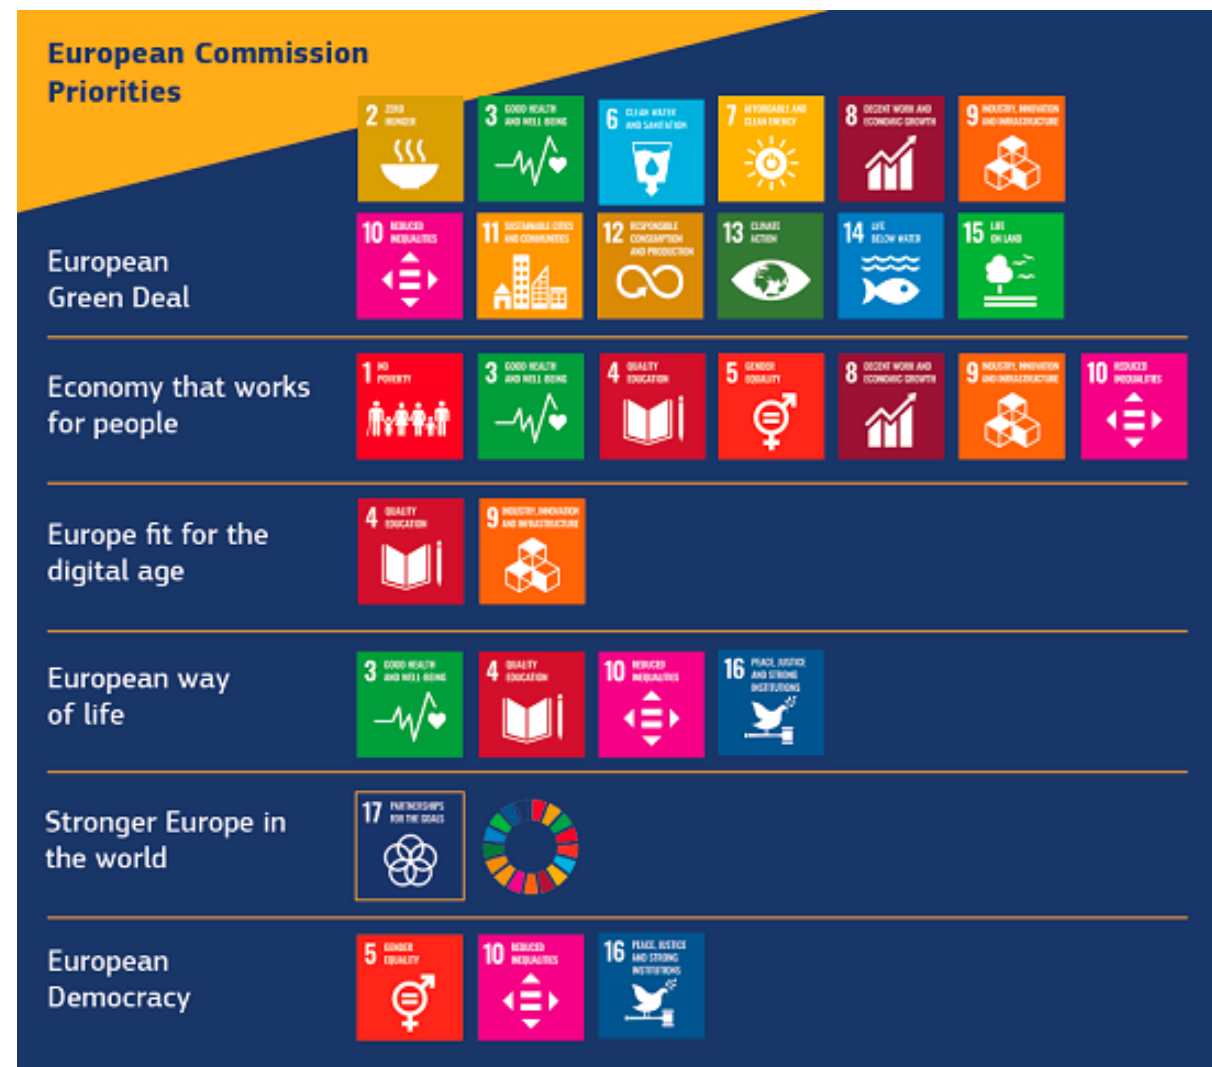 European Commission
Priorities
2 ZERO
HUNGER
3 GOOD HEALTH
AND WELL-BEING
6 CLEAN WATER
AND SANITATION
7 AFFORDABLE AND
CLEAN ENERGY
8 DECENT WORK AND
ECONOMIC GROWTH
9 INDUSTRY, INNOVATION
AND INFRASTRUCTURE
European
Green Deal
10 REDUCED
INEQUALITIES
11 SUSTAINABLE CITIES
AND COMMUNITIES
12 RESPONSIBLE
CONSUMPTION
AND PRODUCTION
13 CLIMATE
ACTION
14 LIFE
BELOW WATER
15 LIFE
ON LAND
Economy that works
for people
1 NO
POVERTY
3 GOOD HEALTH
AND WELL-BEING
4 QUALITY
EDUCATION
5 GENDER
EQUALITY
8 DECENT WORK AND
ECONOMIC GROWTH
9 INDUSTRY, INNOVATION
AND INFRASTRUCTURE
10 REDUCED
INEQUALITIES
Europe fit for the
digital age
4 QUALITY
EDUCATION
9 INDUSTRY, INNOVATION
AND INFRASTRUCTURE
European way
of life
3 GOOD HEALTH
AND WELL-BEING
4 QUALITY
EDUCATION
10 REDUCED
INEQUALITIES
16 PEACE, JUSTICE
AND STRONG
INSTITUTIONS
Stronger Europe in
the world
17 PARTNERSHIPS
FOR THE GOALS
European
Democracy
5 GENDER
EQUALITY
10 REDUCED
INEQUALITIES
16 PEACE, JUSTICE
AND STRONG
INSTITUTIONS